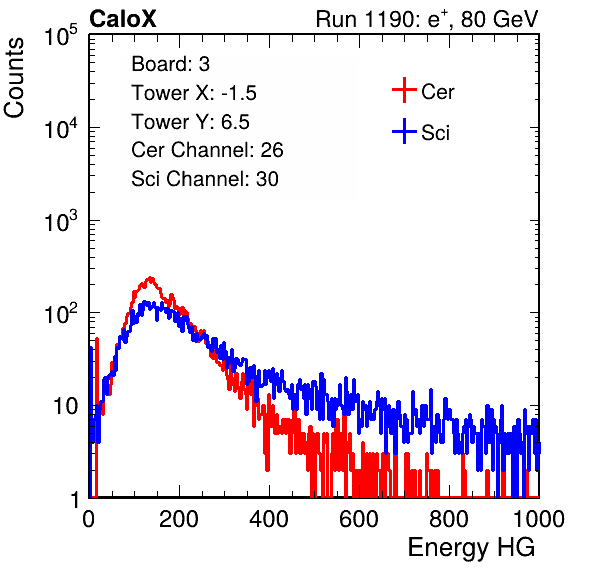 CaloX Run 1190: e⁺, 80 GeV
Counts
10⁵
10⁴
10³
10²
10
1
Board: 3
Tower X: -1.5
Tower Y: 6.5
Cer Channel: 26
Sci Channel: 30
Cer
Sci
0 200 400 600 800 1000
Energy HG